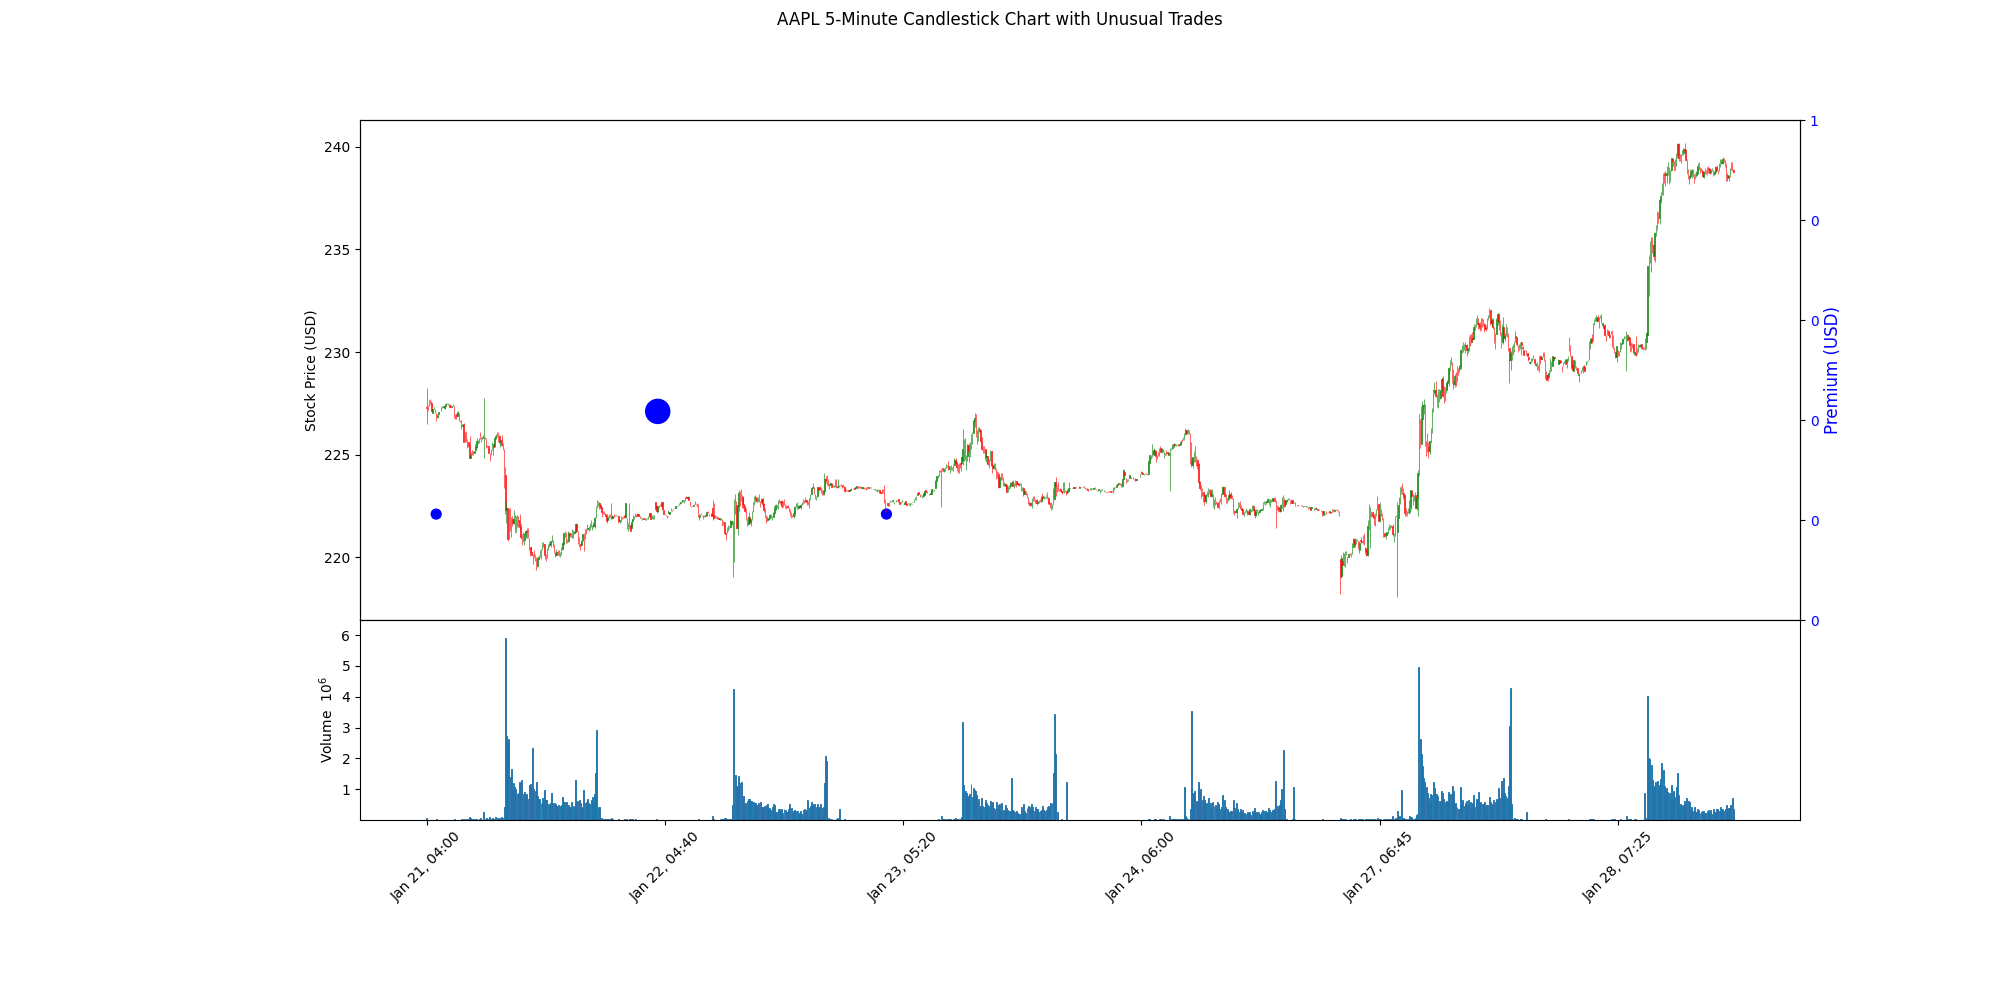 AAPL 5-Minute Candlestick Chart with Unusual Trades
240
235
230
225
220
Stock Price (USD)
1
0
0
0
0
0
Premium (USD)
6
5
4
3
2
1
Volume 10^6
Jan 21, 04:00
Jan 22, 04:40
Jan 23, 05:20
Jan 24, 06:00
Jan 27, 06:45
Jan 28, 07:25